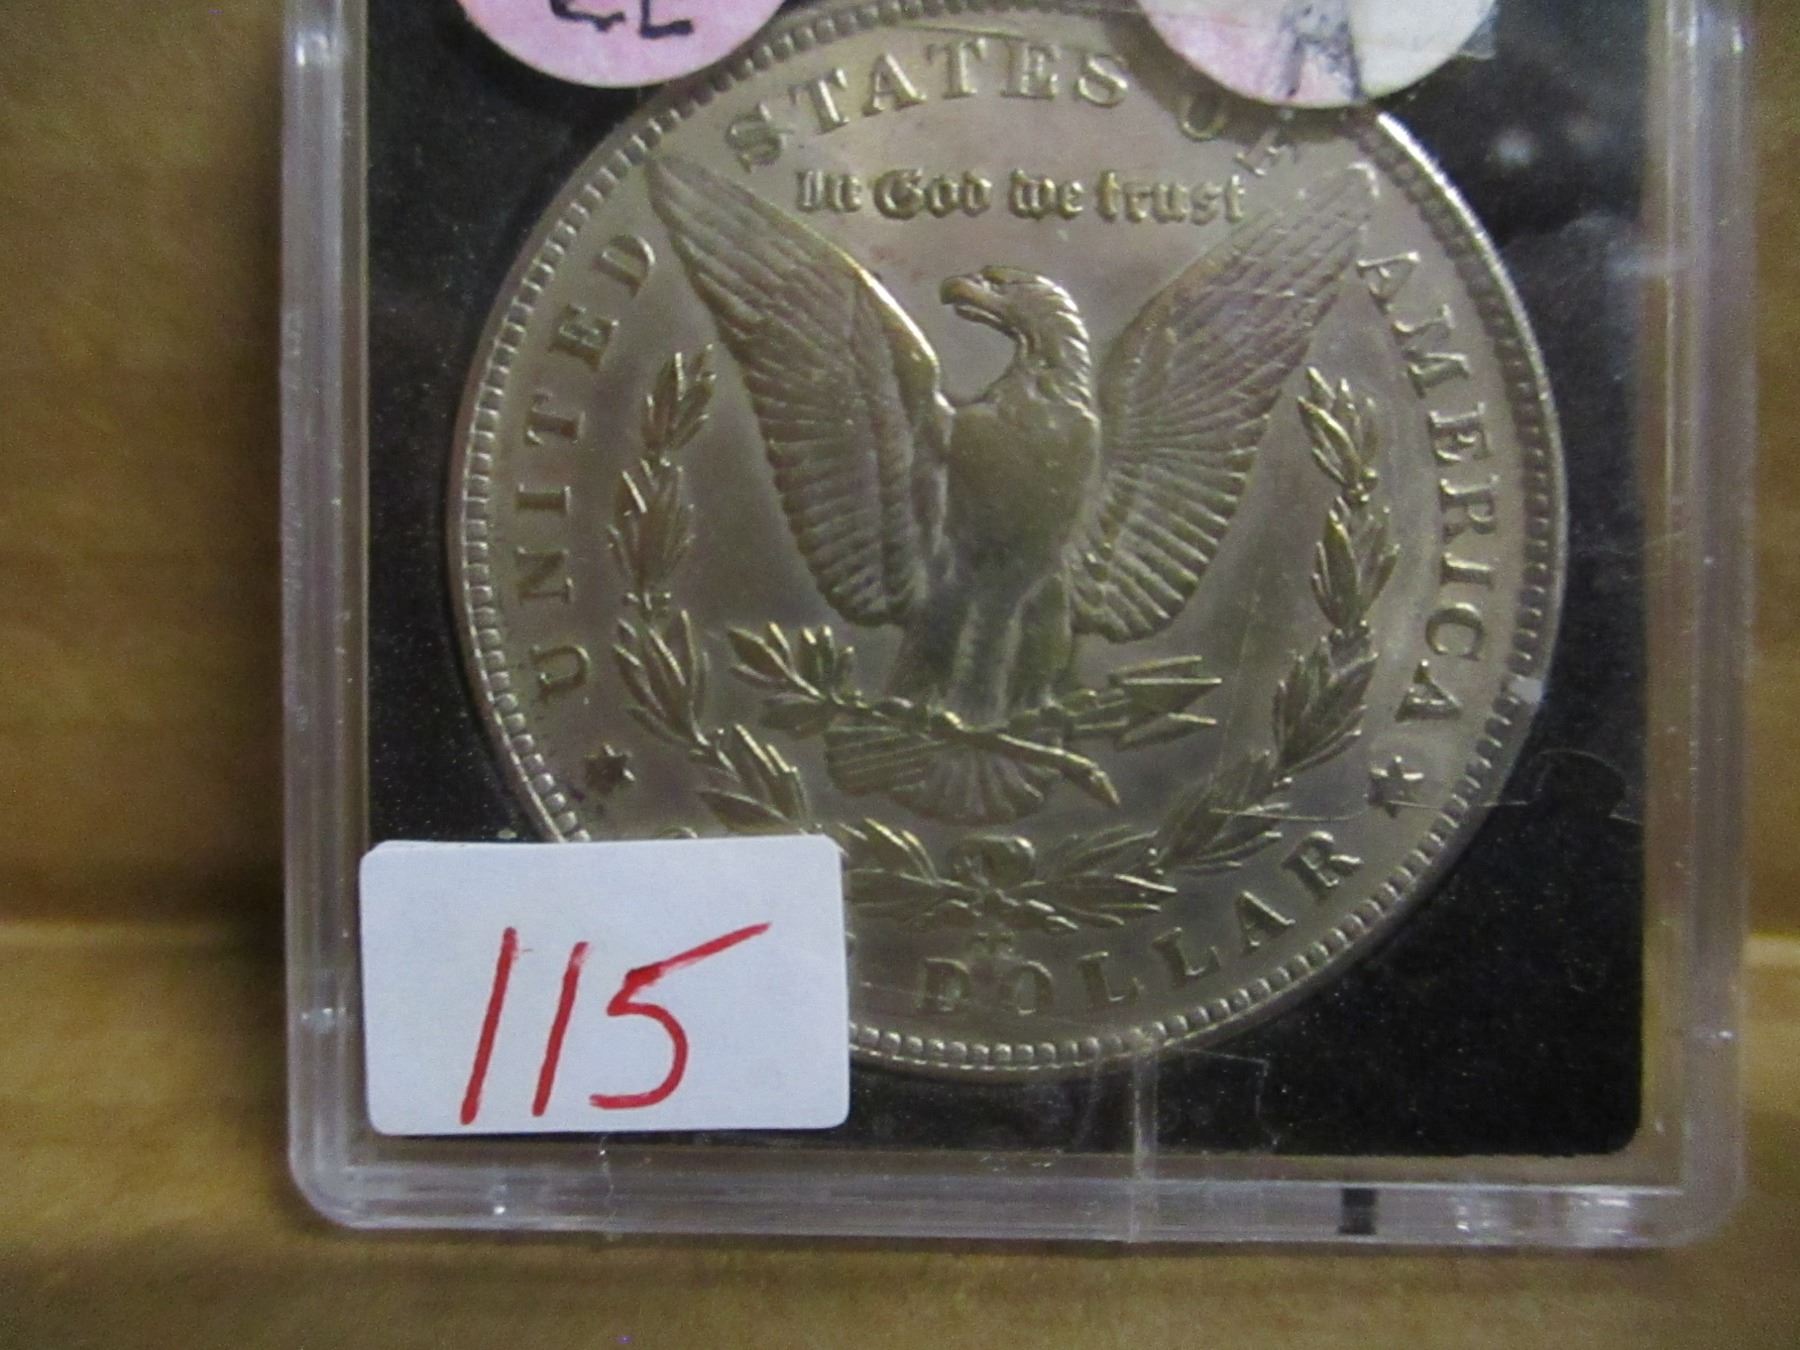 UNITED STATES OF AMERICA
In God we trust
DOLLAR
115